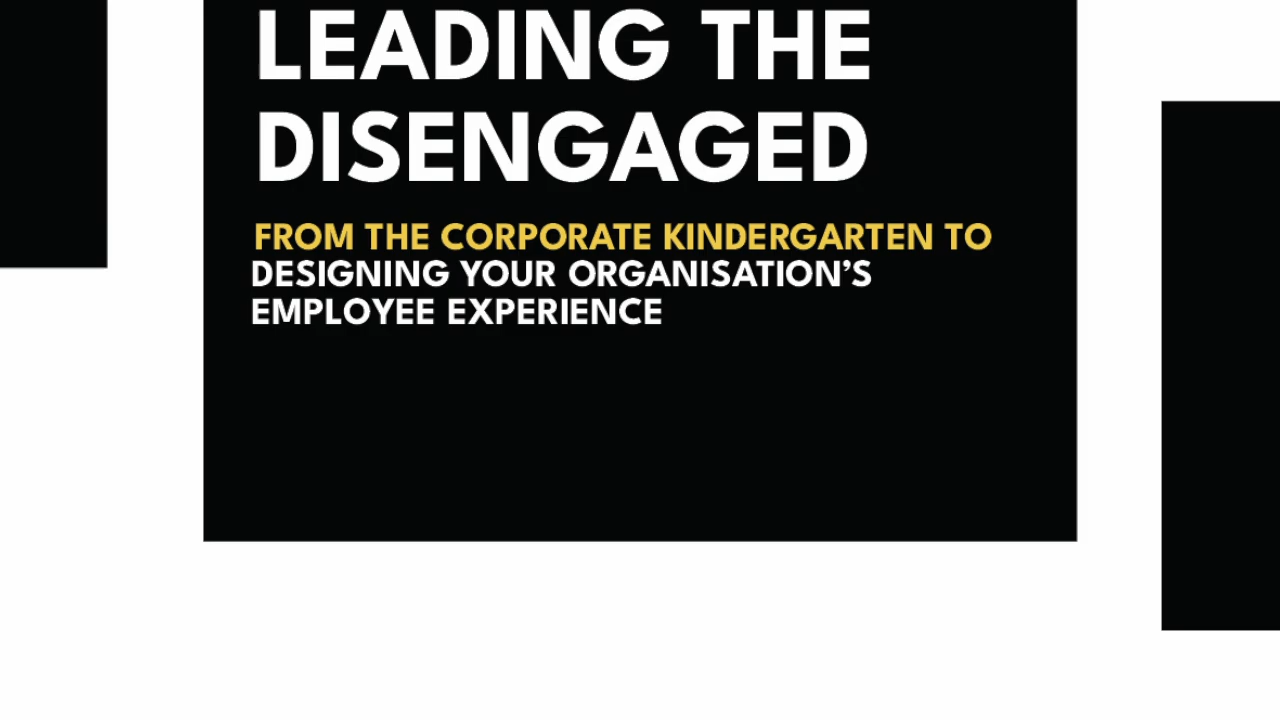 LEADING THE
DISENGAGED
FROM THE CORPORATE KINDERGARTEN TO
DESIGNING YOUR ORGANISATION’S
EMPLOYEE EXPERIENCE